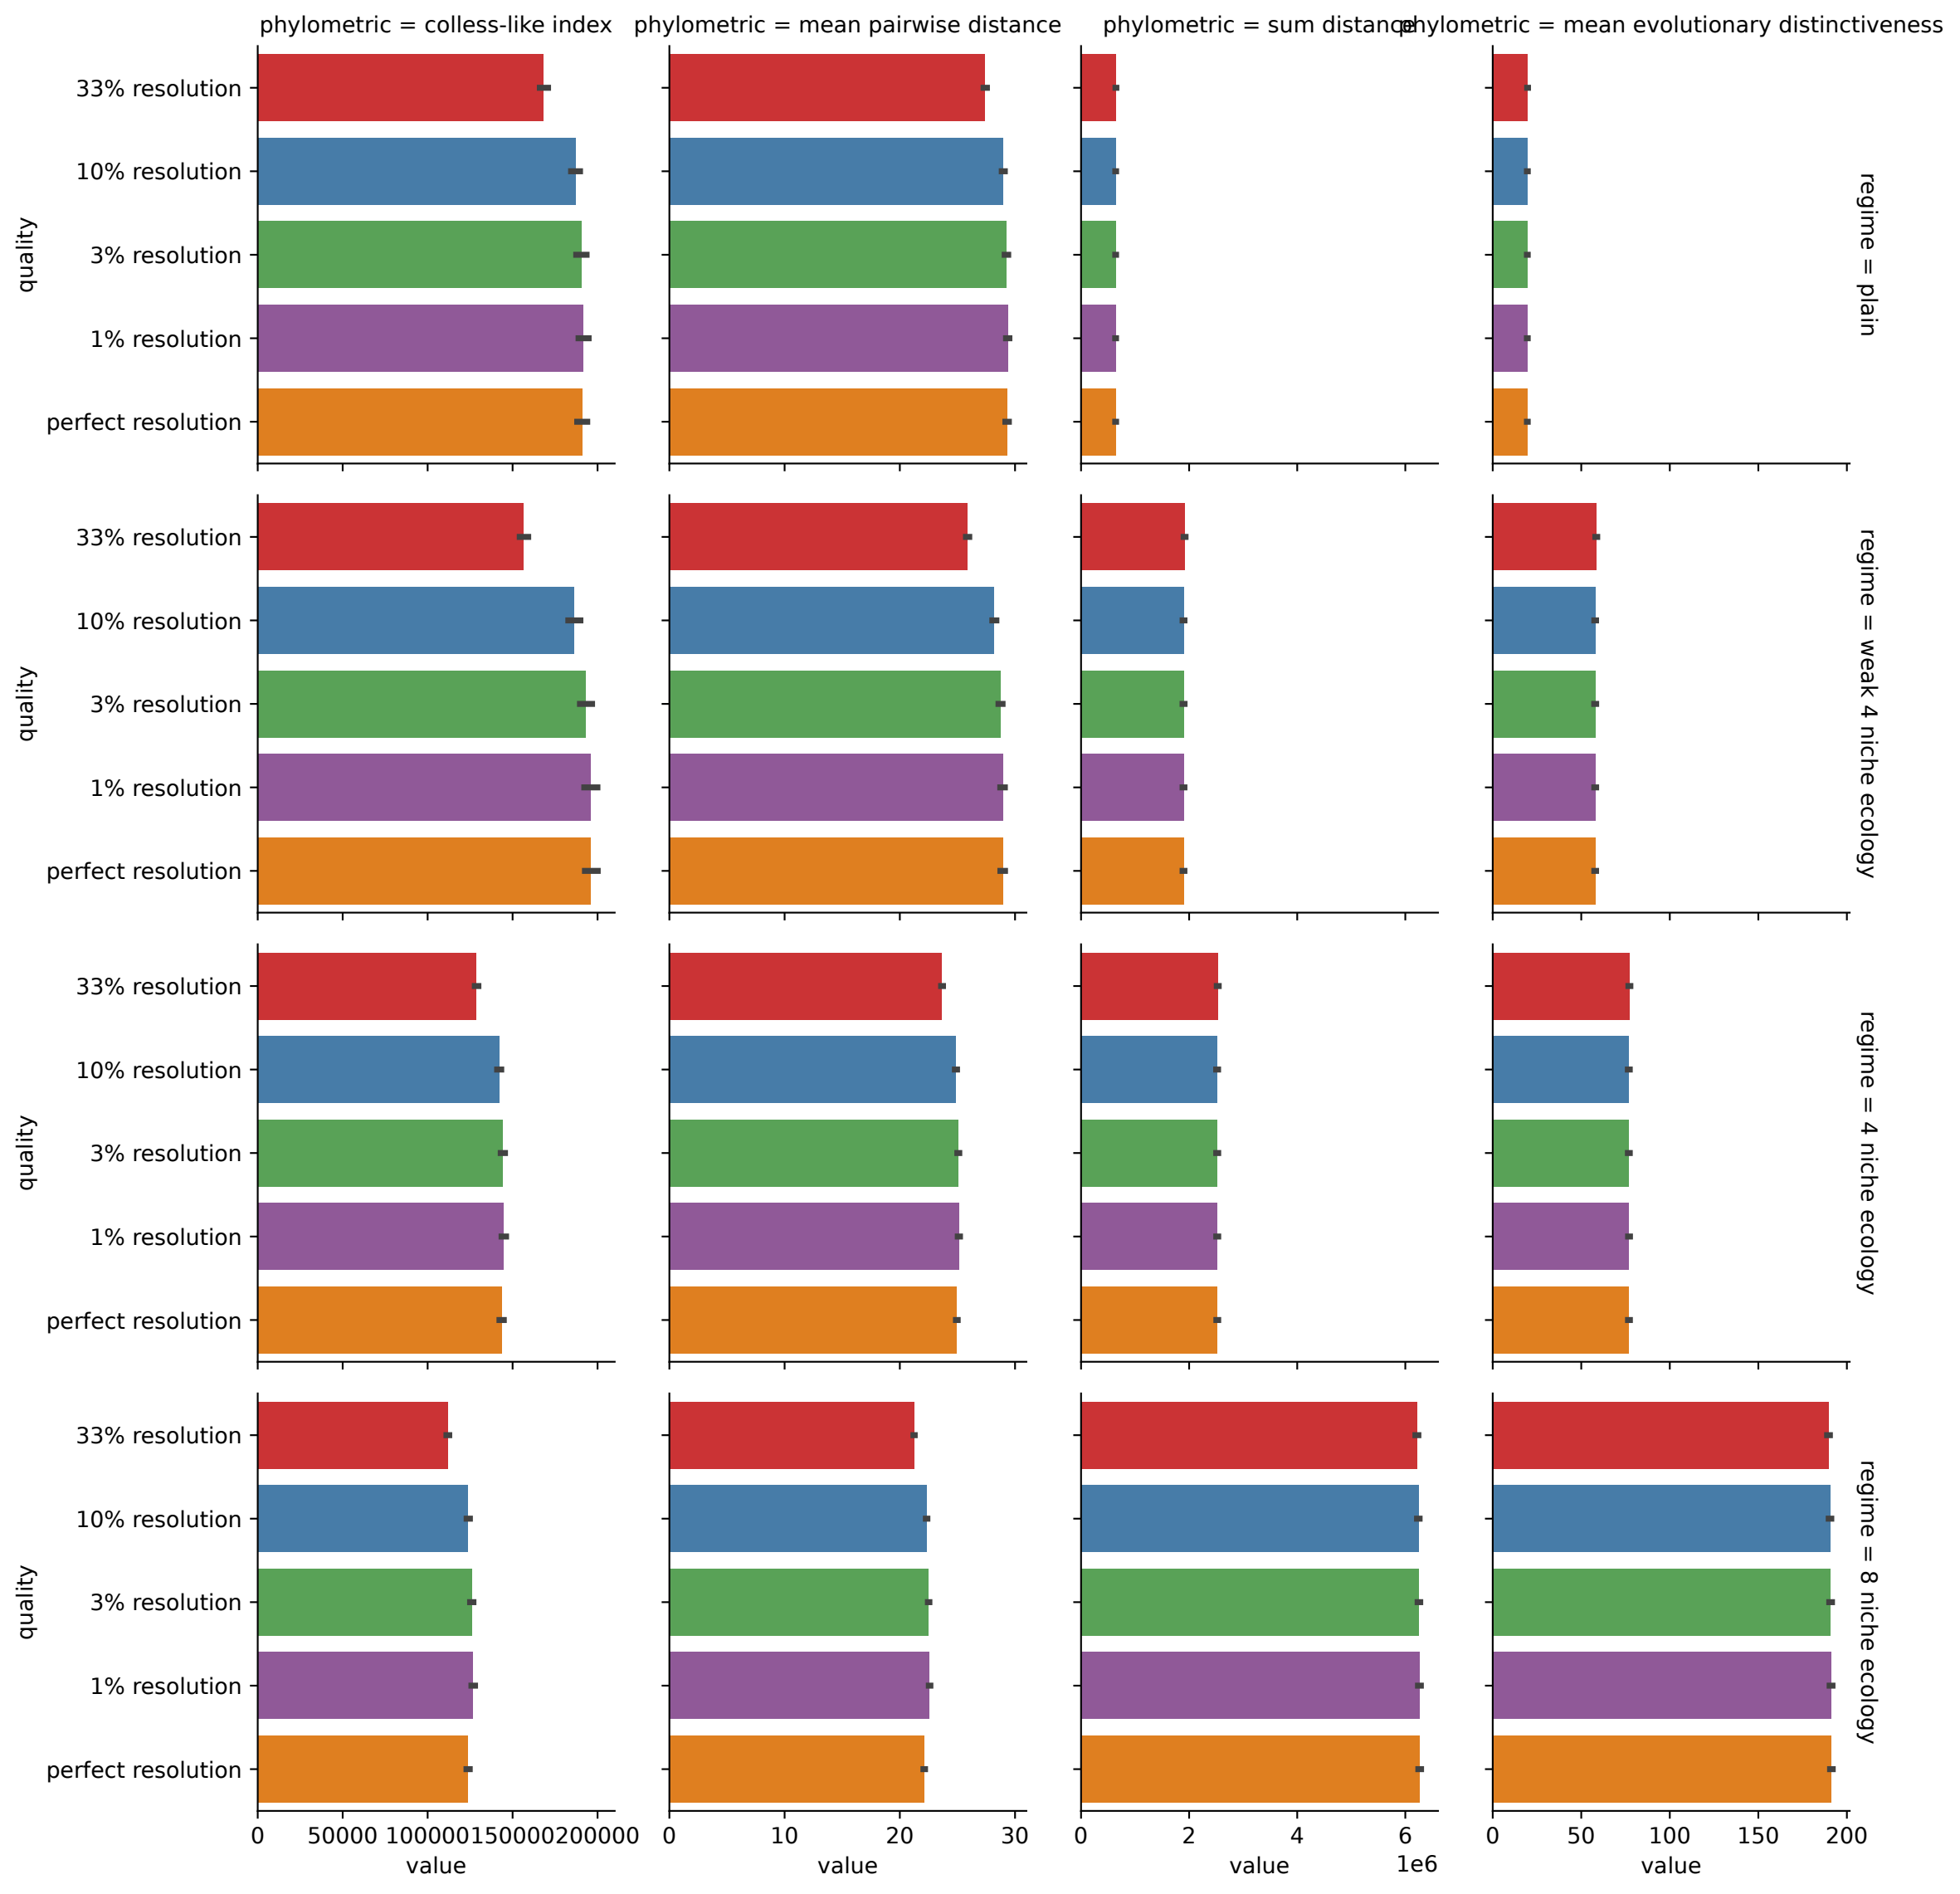 phylometric = colless-like index
phylometric = mean pairwise distance
phylometric = sum distance
phylometric = mean evolutionary distinctiveness
quality
33% resolution
10% resolution
3% resolution
1% resolution
perfect resolution
regime = plain
quality
33% resolution
10% resolution
3% resolution
1% resolution
perfect resolution
regime = weak 4 niche ecology
quality
33% resolution
10% resolution
3% resolution
1% resolution
perfect resolution
regime = 4 niche ecology
quality
33% resolution
10% resolution
3% resolution
1% resolution
perfect resolution
regime = 8 niche ecology
0 50000 100000 150000 200000
value
0 10 20 30
value
0 2 4 6
1e6
value
0 50 100 150 200
value